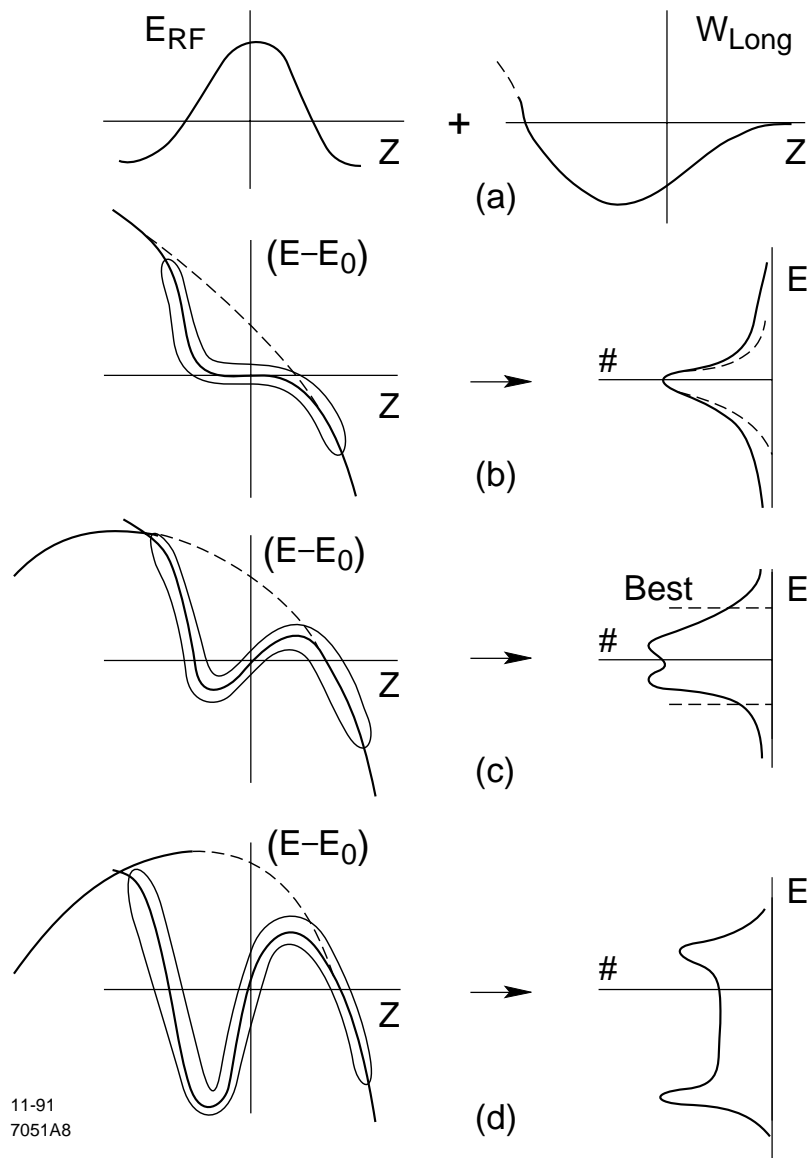 E_RF
W_Long
+
Z
Z
(a)
(E–E_0)
E
#
Z
(b)
(E–E_0)
Best
E
#
Z
(c)
(E–E_0)
E
#
Z
11-91
7051A8
(d)